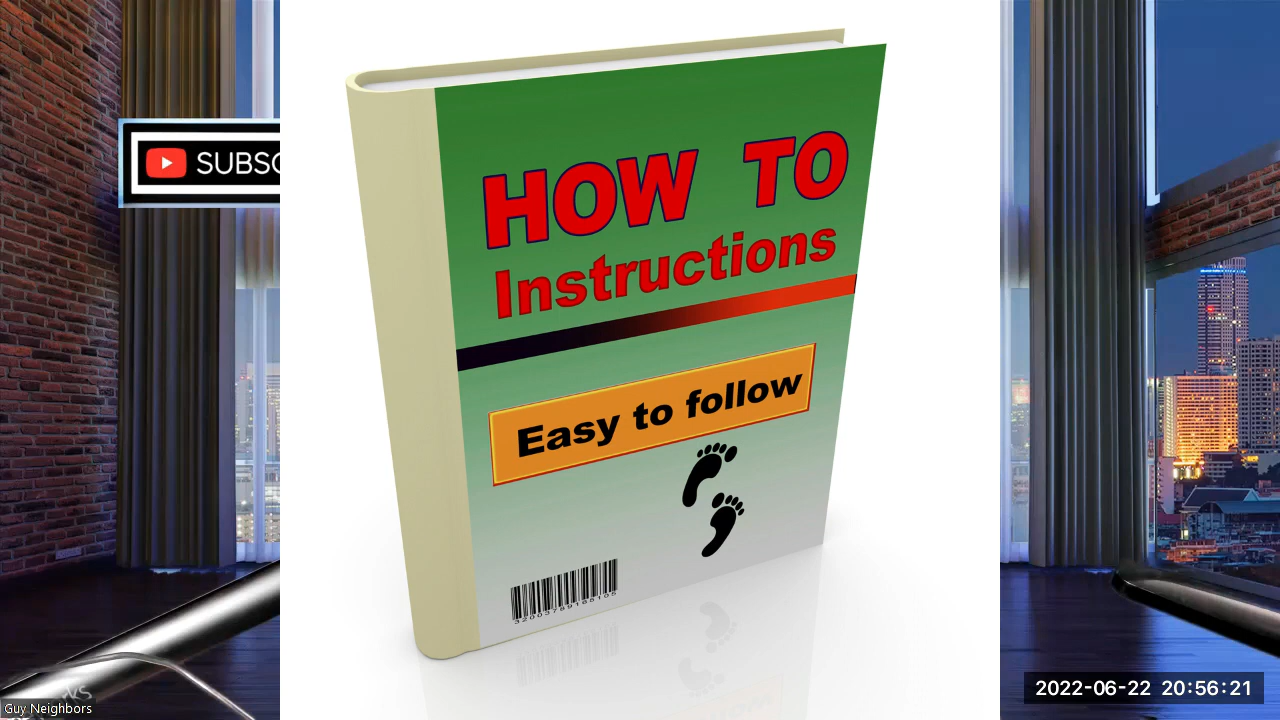 SUBSC
HOW TO
Instructions
Easy to follow
Guy Neighbors
2022-06-22 20:56:21